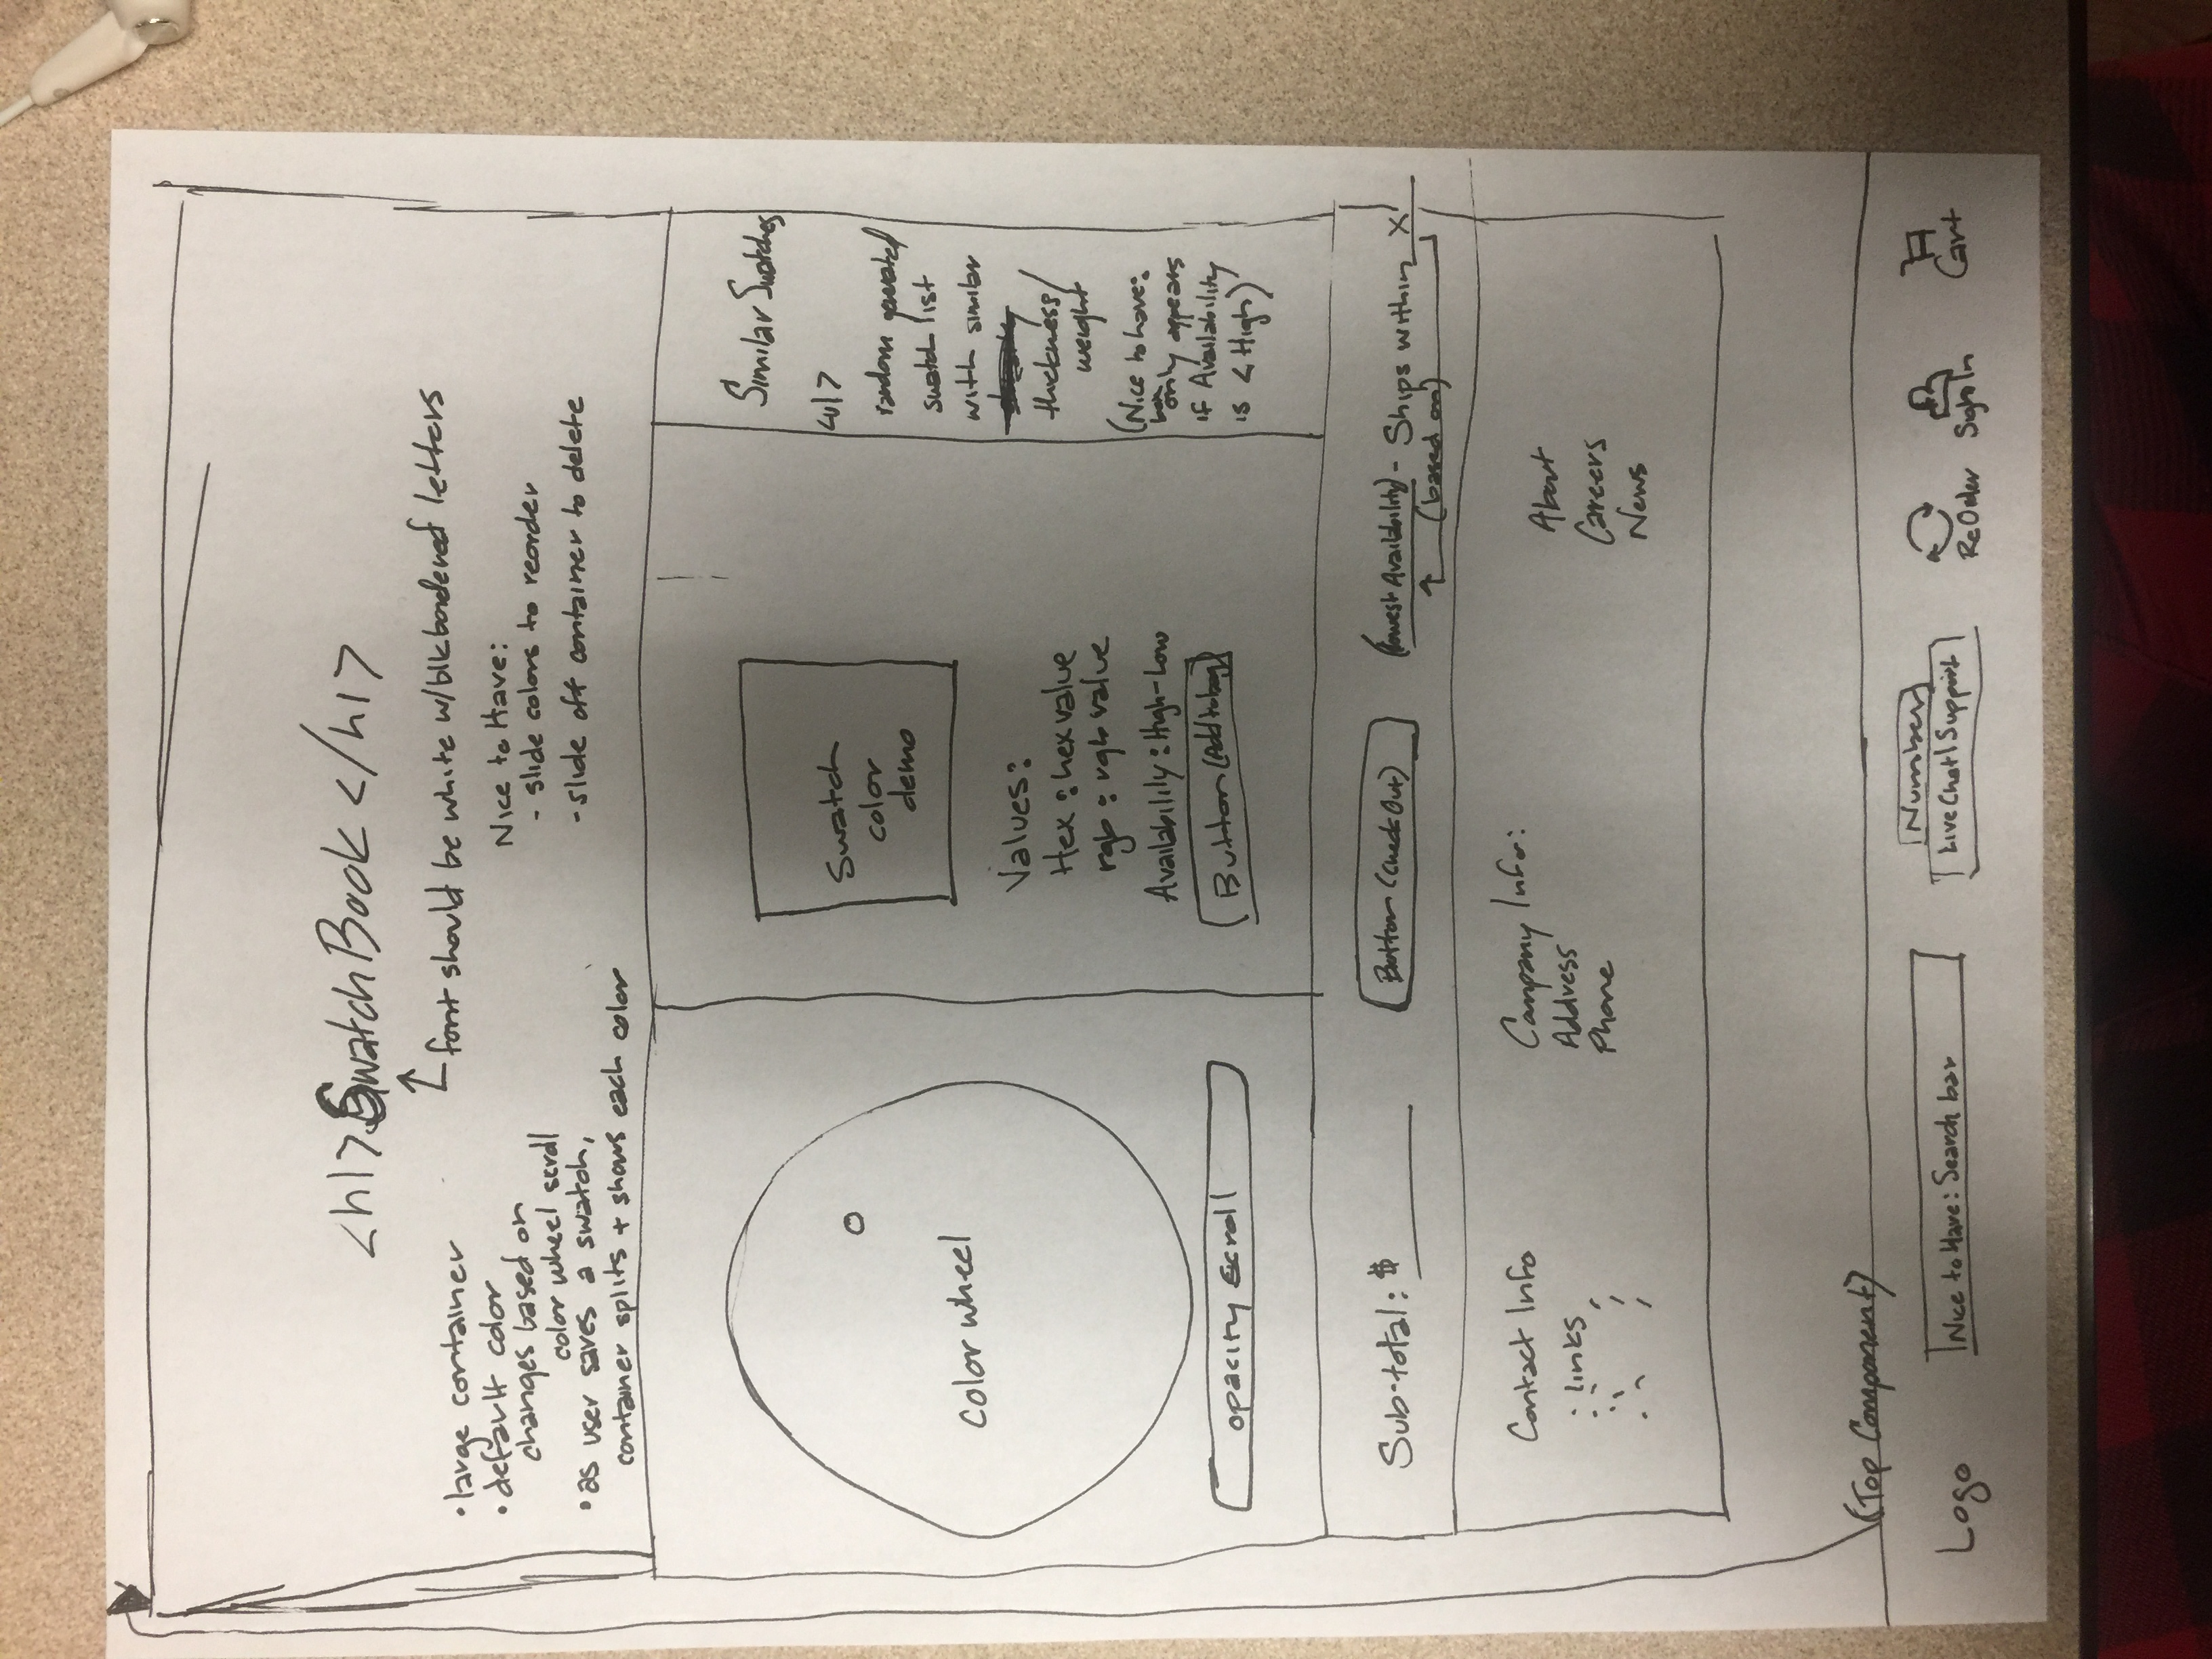 <h1>SwatchBook</h1>
font should be white w/blk bordered letters
• large container
• default color
changes based on
color wheel scroll
• as user saves a swatch,
container splits + shows each color
Nice to Have:
- slide colors to reorder
- slide off container to delete
Color wheel
opacity scroll
Swatch
color
demo
Values:
Hex : hex value
rgb : rgb value
Availability : High-Low
Button (Add to bag)
Similar Swatches
<ul>
random generated
swatch list
with similar
thickness/
weight
(Nice to have:
box only appears
if Availability
is < High)
Sub-total: $
Button (Check Out)
(lowest Availability) - Ships within X
(based on)
Contact Info
• links
Company Info:
Address
Phone
About
Careers
News
(Top Component)
Logo
Nice to Have: Search bar
Number
Live Chat | Support
ReOrder
Sign In
Cart